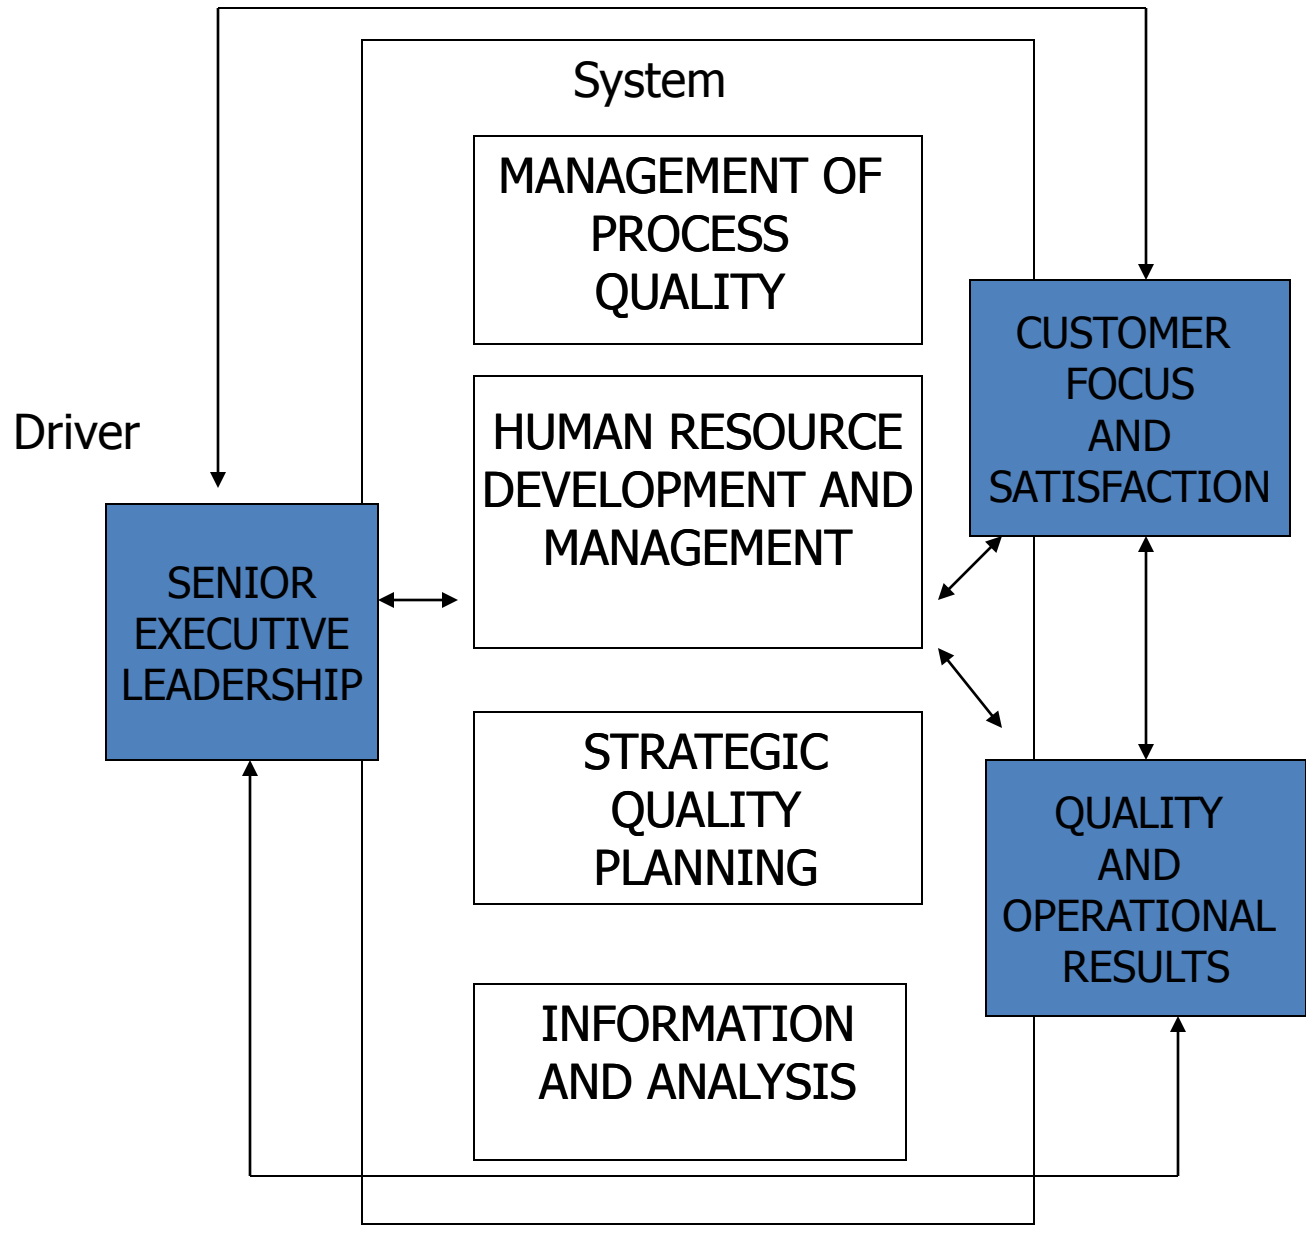 System
MANAGEMENT OF
PROCESS
QUALITY
HUMAN RESOURCE
DEVELOPMENT AND
MANAGEMENT
STRATEGIC
QUALITY
PLANNING
INFORMATION
AND ANALYSIS
Driver
SENIOR
EXECUTIVE
LEADERSHIP
CUSTOMER
FOCUS
AND
SATISFACTION
QUALITY
AND
OPERATIONAL
RESULTS